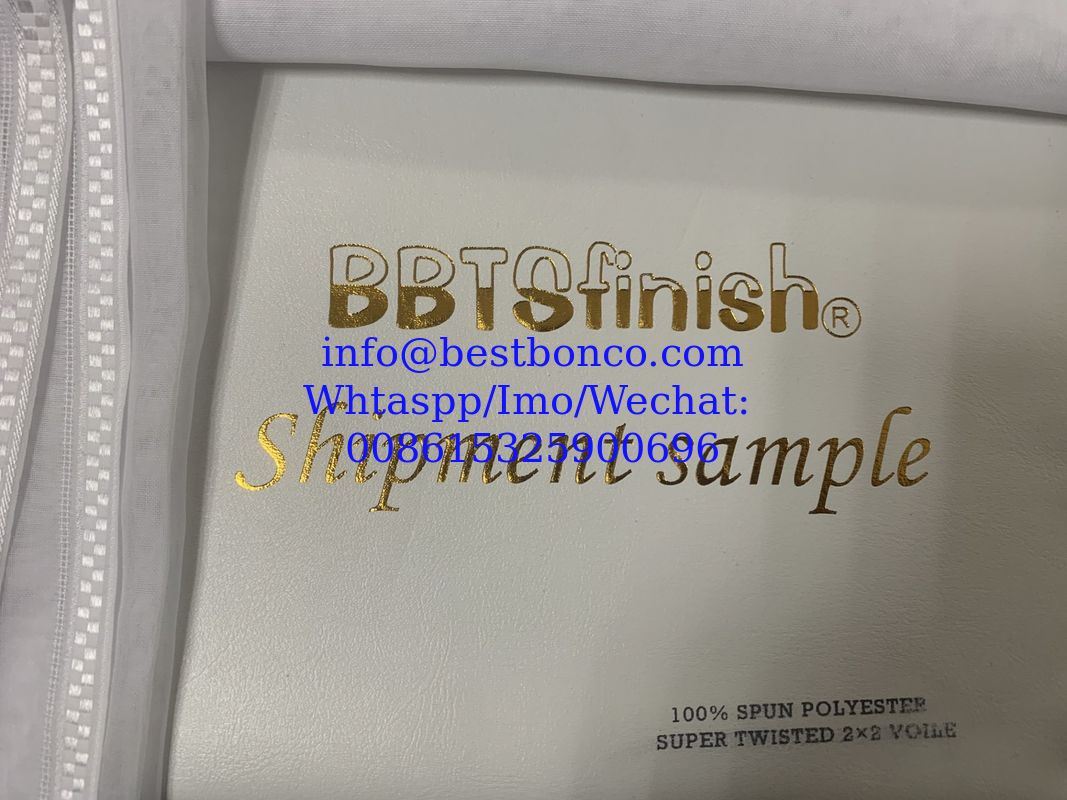 BBTSfinish®
info@bestbonco.com
Whtaspp/Imo/Wechat:
008615325900696
Shipment sample
100% SPUN POLYESTER
SUPER TWISTED 2×2 VOILE